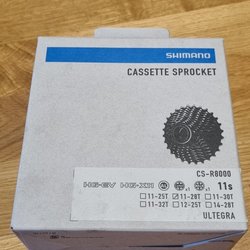 SHIMANO
CASSETTE SPROCKET
CS-R8000
HG-EV HG-X11 11s
11-25T 11-28T 11-30T
11-32T 12-25T 14-28T
ULTEGRA